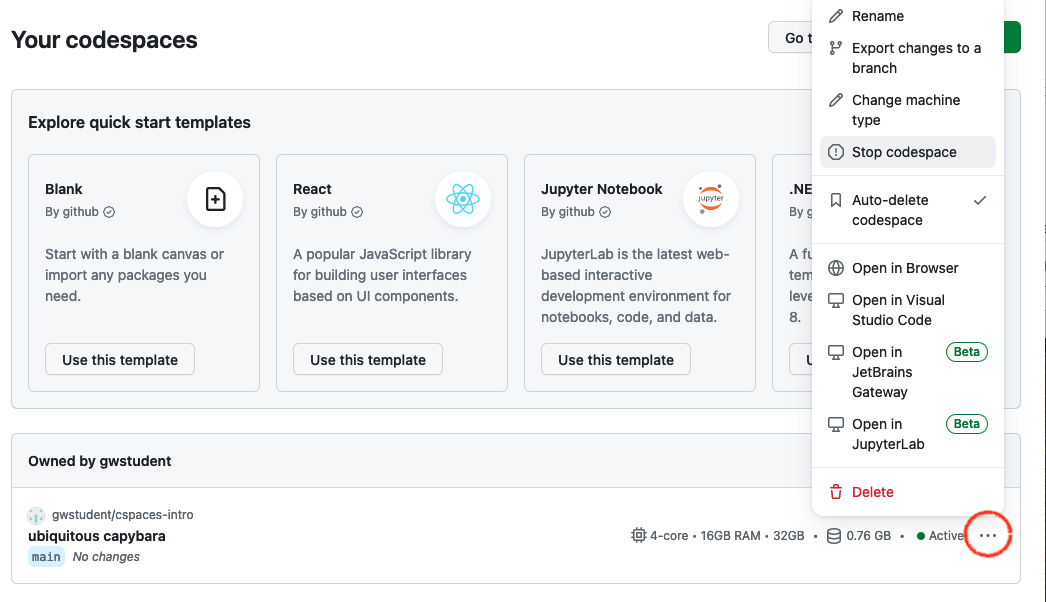 Your codespaces
Go t
Explore quick start templates
Blank
By github
Start with a blank canvas or
import any packages you
need.
Use this template
React
By github
A popular JavaScript library
for building user interfaces
based on UI components.
Use this template
Jupyter Notebook
By github
jupyter
JupyterLab is the latest web-
based interactive
development environment for
notebooks, code, and data.
Use this template
.NE
By g
A fu
tem
leve
8.
U
Rename
Export changes to a
branch
Change machine
type
Stop codespace
Auto-delete
codespace
Open in Browser
Open in Visual
Studio Code
Open in Beta
JetBrains
Gateway
Open in Beta
JupyterLab
Delete
Owned by gwstudent
gwstudent/cspaces-intro
ubiquitous capybara
main No changes
4-core • 16GB RAM • 32GB • 0.76 GB • Active ...